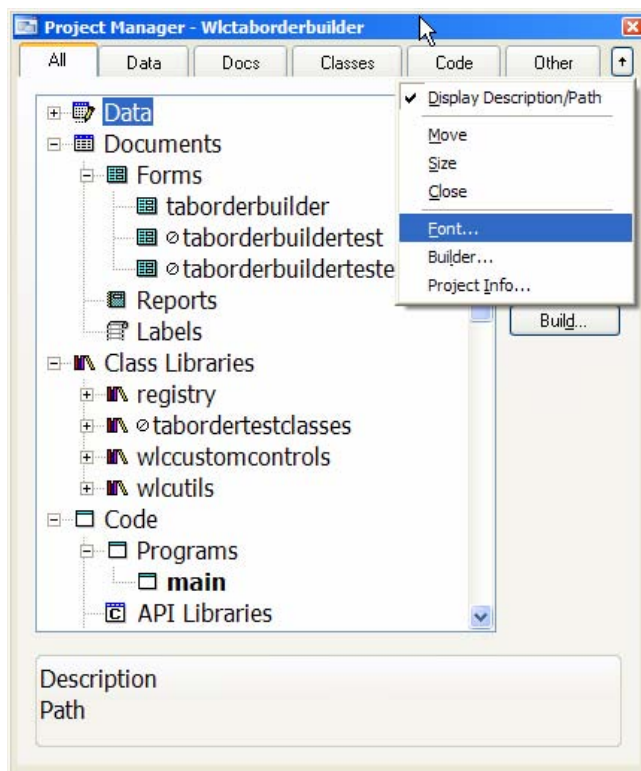 Project Manager - Wlctaborderbuilder
All Data Docs Classes Code Other
Display Description/Path
Move
Size
Close
Font...
Builder...
Project Info...
Build...
Data
Documents
Forms
taborderbuilder
taborderbuildertest
taborderbuilderteste
Reports
Labels
Class Libraries
registry
tabordertestclasses
wlccustomcontrols
wlcutils
Code
Programs
main
API Libraries
Description
Path